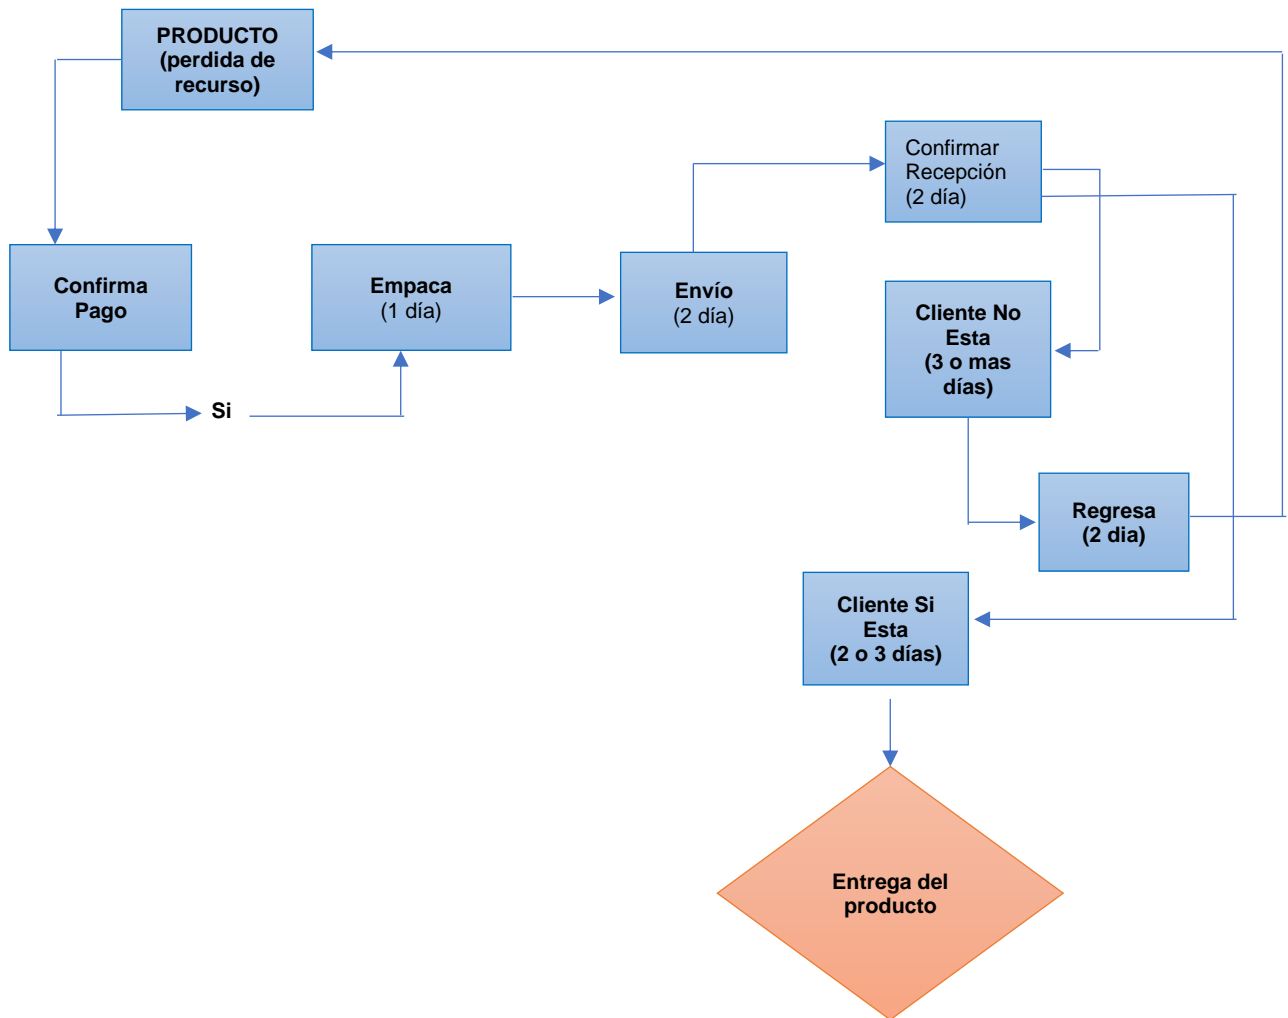 PRODUCTO
(perdida de
recurso)
Confirmar
Recepción
(2 día)
Confirma
Pago
Empaca
(1 día)
Envío
(2 día)
Cliente No
Esta
(3 o mas
días)
Si
Regresa
(2 dia)
Cliente Si
Esta
(2 o 3 días)
Entrega del
producto